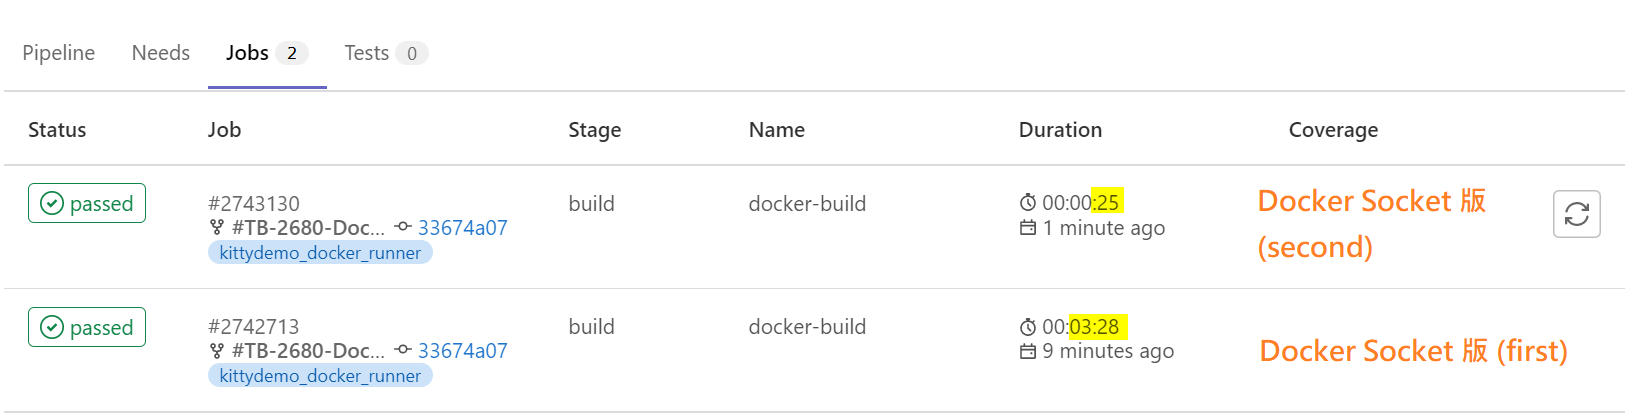 Pipeline Needs Jobs 2 Tests 0
Status Job Stage Name Duration Coverage
passed #2743130 build docker-build 00:00:25 Docker Socket 版
#TB-2680-Doc... 33674a07 1 minute ago (second)
kittydemo_docker_runner
passed #2742713 build docker-build 00:03:28
#TB-2680-Doc... 33674a07 9 minutes ago Docker Socket 版 (first)
kittydemo_docker_runner